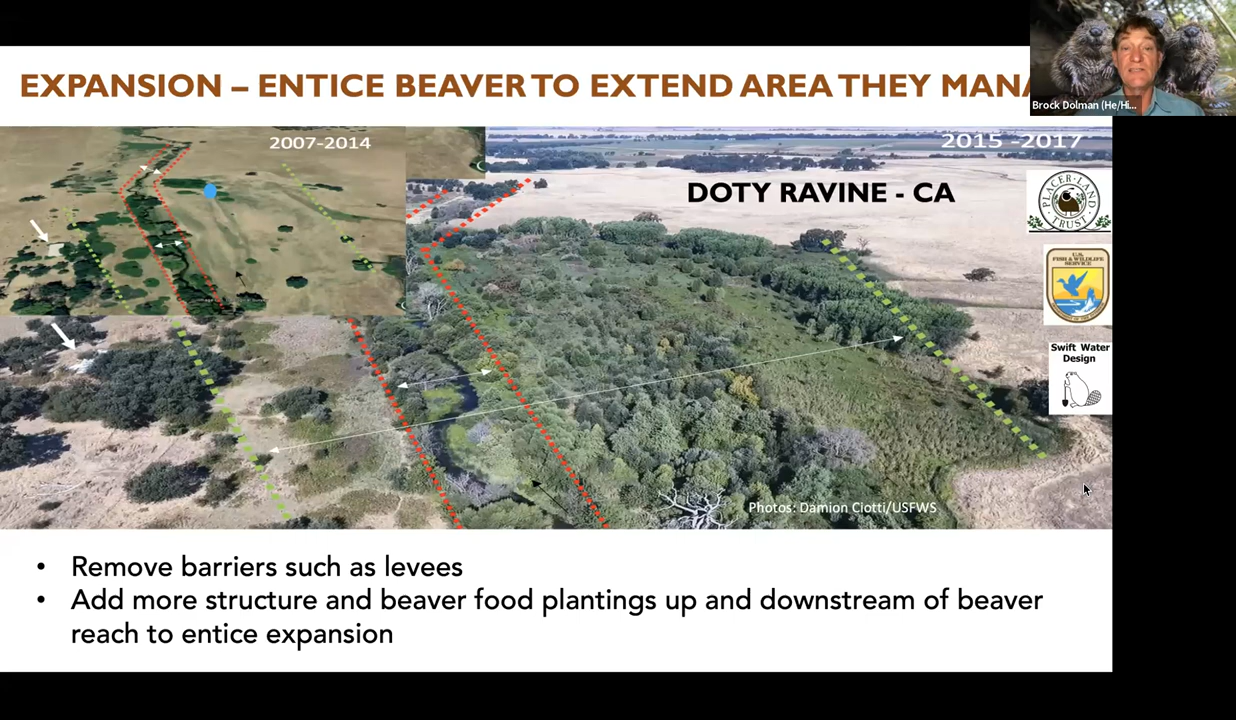 EXPANSION – ENTICE BEAVER TO EXTEND AREA THEY MANA
Brock Dolman (He/Hi...
2007-2014
2015 -2017
DOTY RAVINE - CA
PLACER LAND TRUST
U.S.
FISH & WILDLIFE
SERVICE
Swift Water
Design
Photos: Damion Ciotti/USFWS
• Remove barriers such as levees
• Add more structure and beaver food plantings up and downstream of beaver
reach to entice expansion